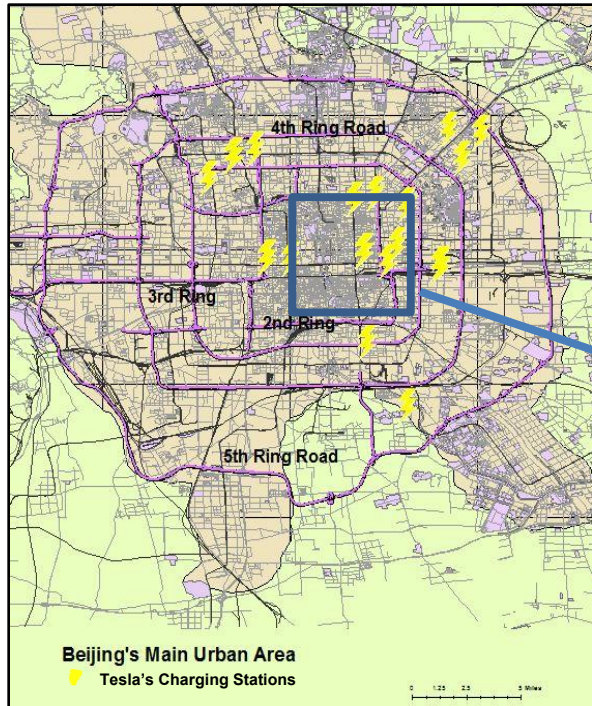 4th Ring Road
3rd Ring
2nd Ring
5th Ring Road
Beijing's Main Urban Area
Tesla's Charging Stations
0 1.25 2.5 5 Miles